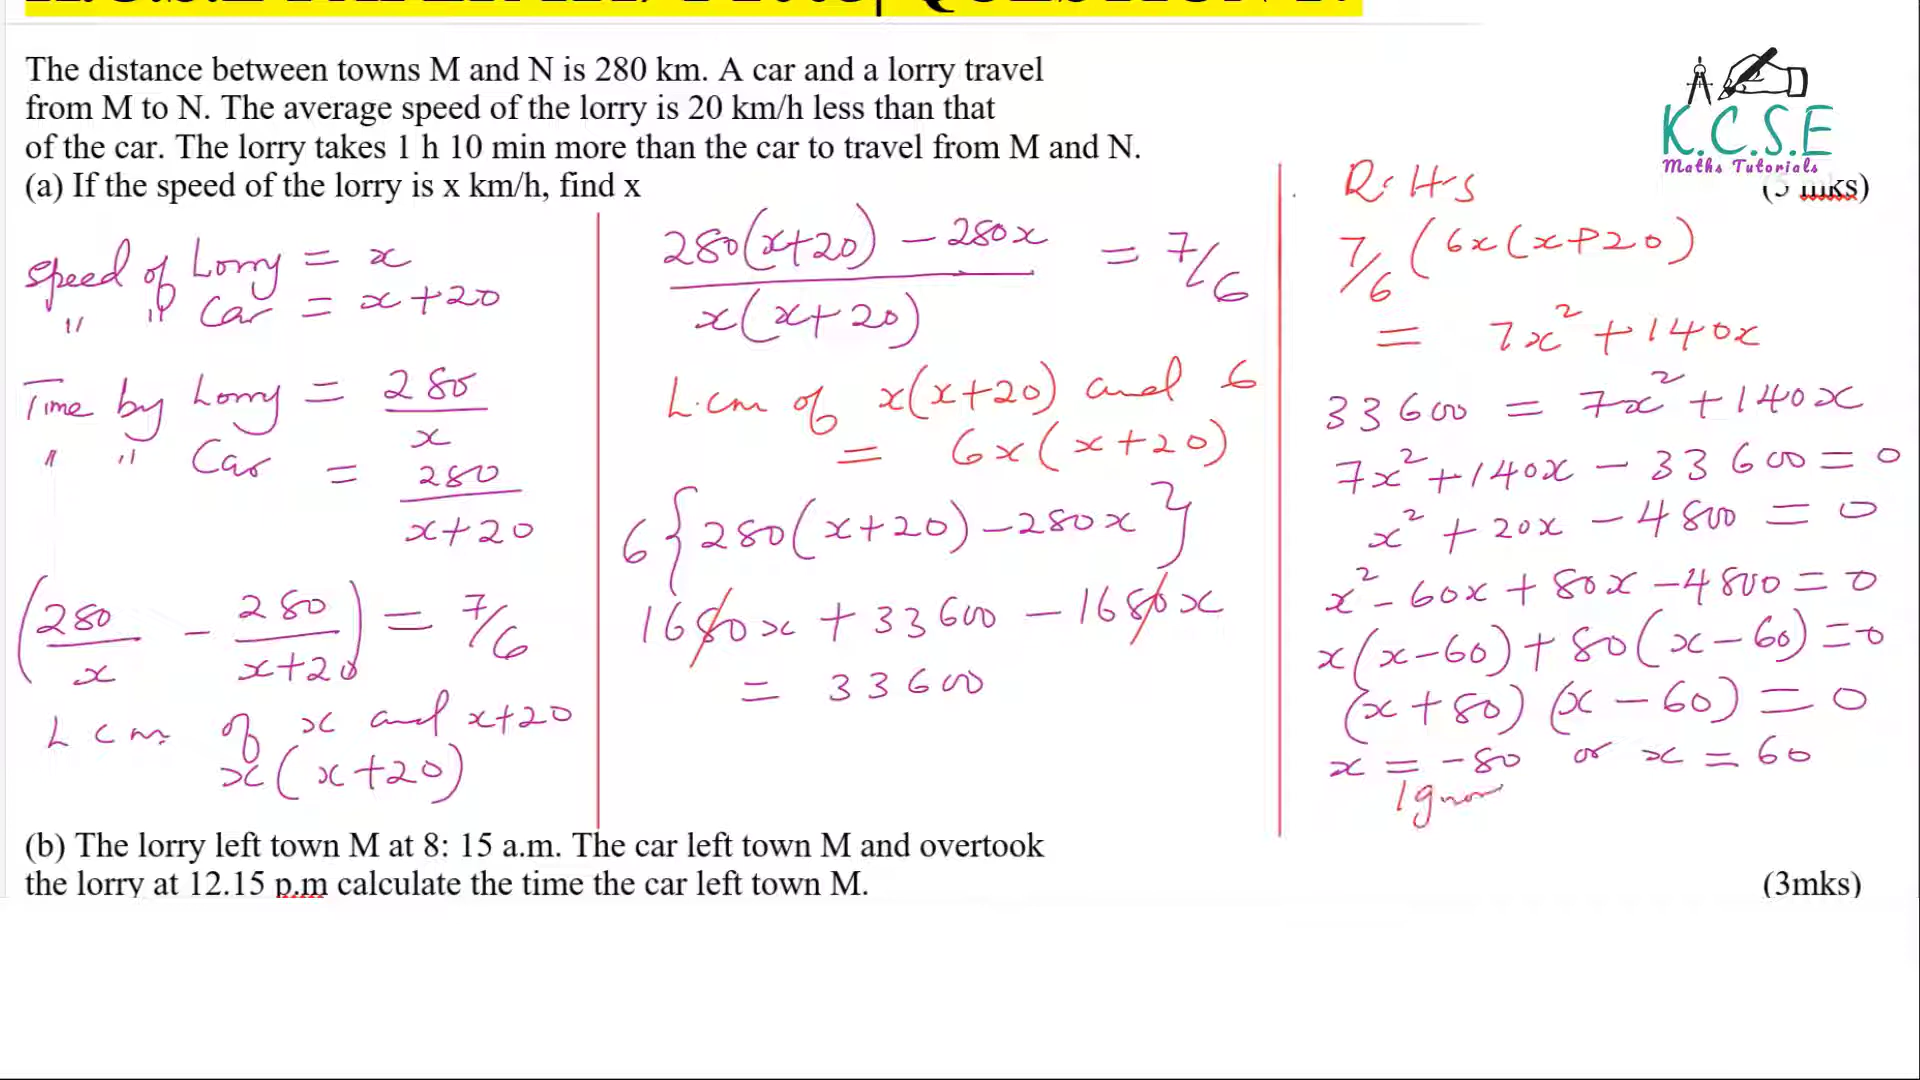 The distance between towns M and N is 280 km. A car and a lorry travel
from M to N. The average speed of the lorry is 20 km/h less than that
of the car. The lorry takes 1 h 10 min more than the car to travel from M and N.
(a) If the speed of the lorry is x km/h, find x
(5 mks)
K.C.S.E
Maths Tutorials
Speed of Lorry = x
" " Car = x+20
Time by Lorry = 280/x
" " Car = 280/(x+20)
(280/x - 280/(x+20)) = 7/6
Lcm of x and x+20
x(x+20)
(280(x+20) - 280x)/(x(x+20)) = 7/6
L.cm of x(x+20) and 6
= 6x(x+20)
6{280(x+20)-280x}
1680x + 33600 - 1680x
= 33600
R.H.S
7/6 (6x(x+20)
= 7x² + 140x
33600 = 7x² + 140x
7x² + 140x - 33600 = 0
x² + 20x - 4800 = 0
x² - 60x + 80x - 4800 = 0
x(x-60) + 80(x-60) = 0
(x+80)(x-60) = 0
x = -80 or x = 60
(b) The lorry left town M at 8: 15 a.m. The car left town M and overtook
the lorry at 12.15 p.m calculate the time the car left town M.
(3mks)